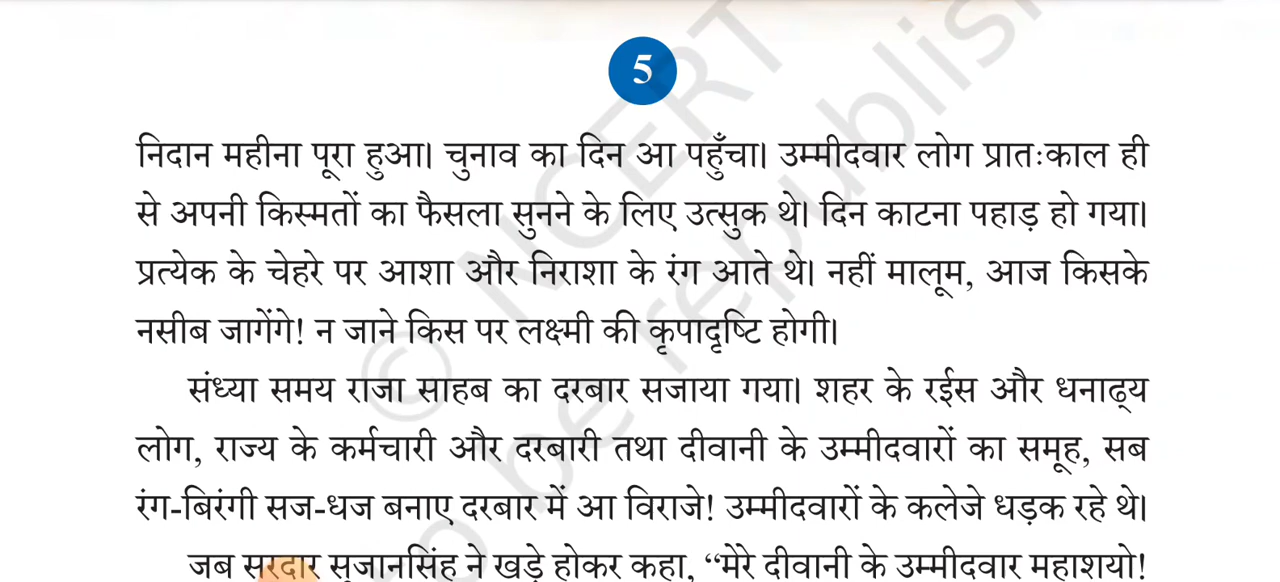 5
निदान महीना पूरा हुआ। चुनाव का दिन आ पहुँचा। उम्मीदवार लोग प्रातःकाल ही
से अपनी किस्मतों का फैसला सुनने के लिए उत्सुक थे। दिन काटना पहाड़ हो गया।
प्रत्येक के चेहरे पर आशा और निराशा के रंग आते थे। नहीं मालूम, आज किसके
नसीब जागेंगे! न जाने किस पर लक्ष्मी की कृपादृष्टि होगी।
संध्या समय राजा साहब का दरबार सजाया गया। शहर के रईस और धनाढ्य
लोग, राज्य के कर्मचारी और दरबारी तथा दीवानी के उम्मीदवारों का समूह, सब
रंग-बिरंगी सज-धज बनाए दरबार में आ विराजे! उम्मीदवारों के कलेजे धड़क रहे थे।
जब सरदार सुजानसिंह ने खड़े होकर कहा, “मेरे दीवानी के उम्मीदवार महाशयो!
© NCERT
o be republis